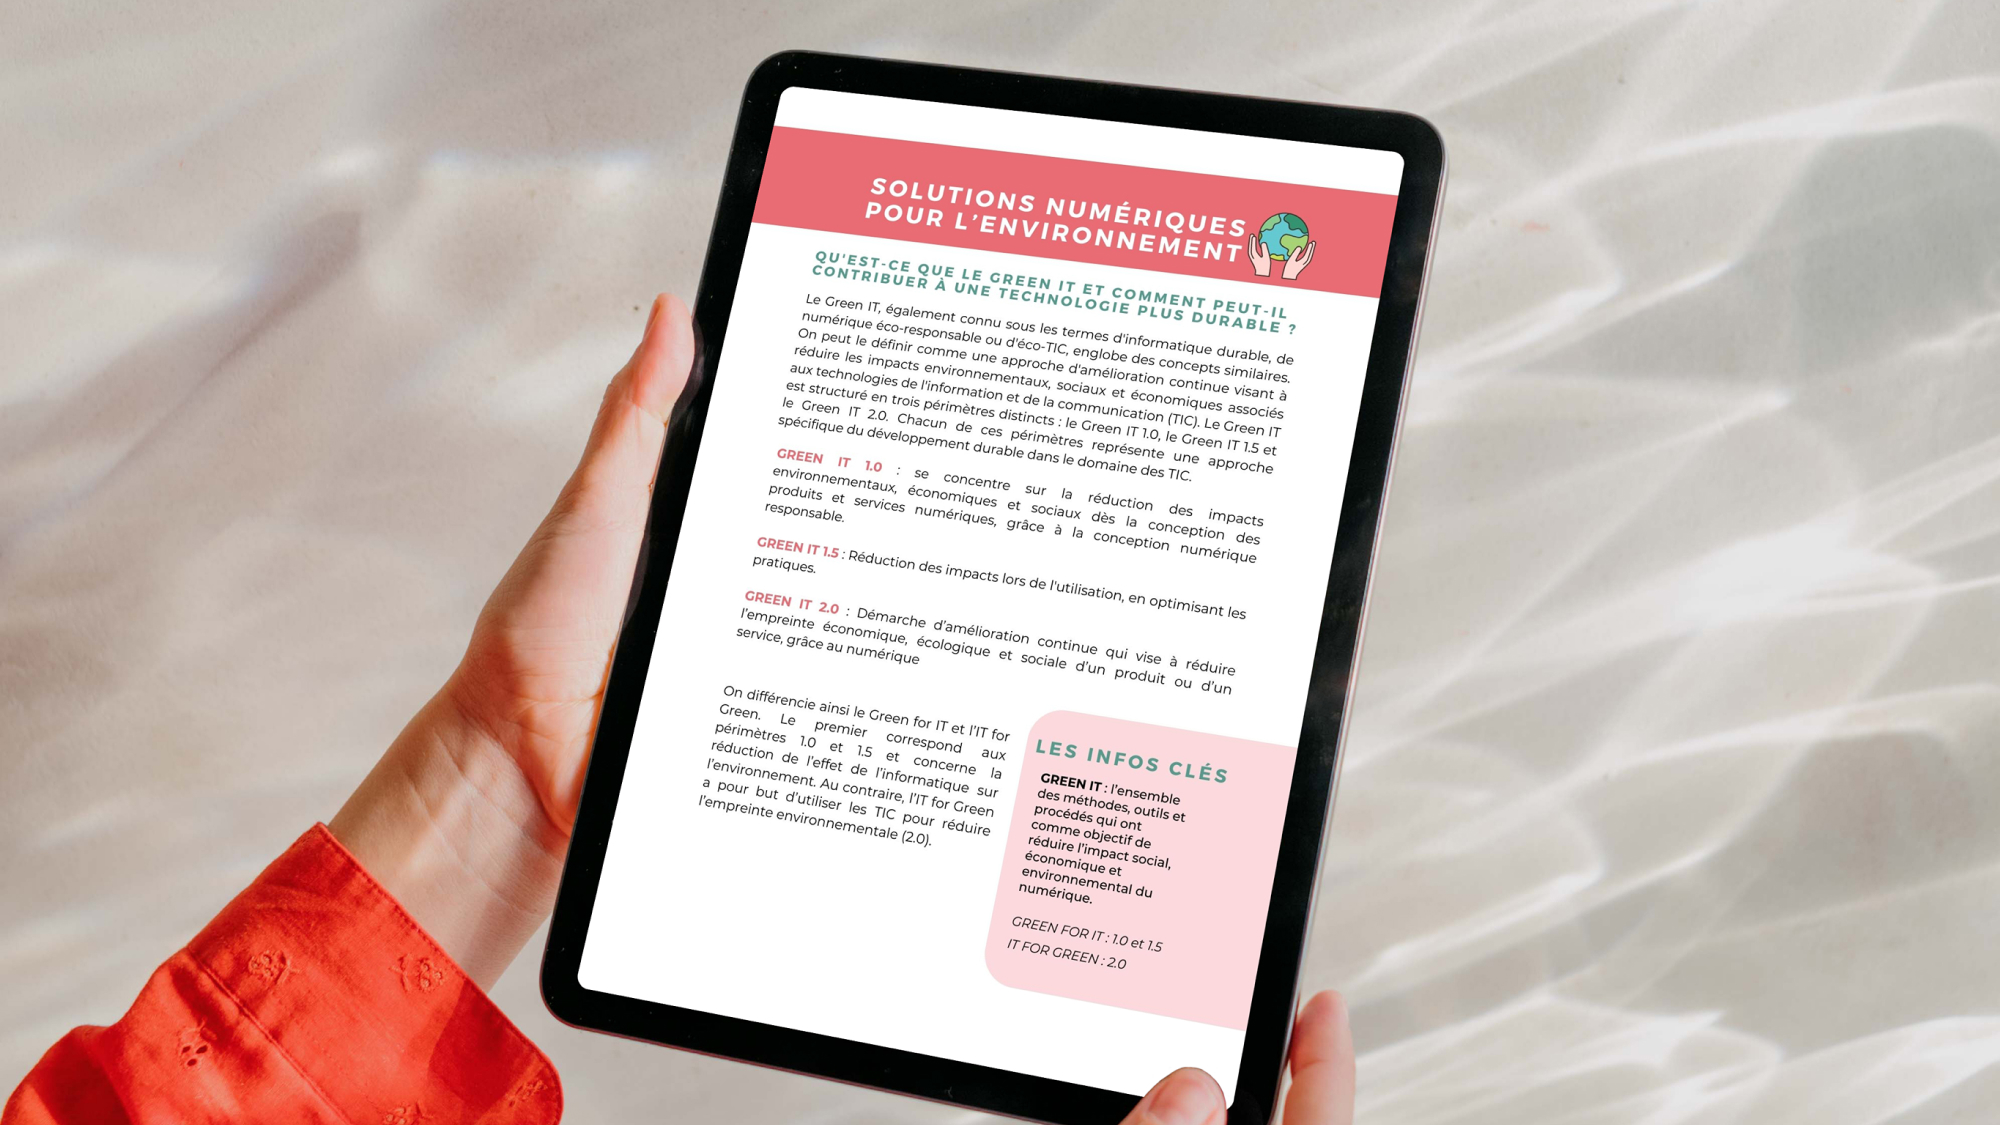 SOLUTIONS NUMÉRIQUES
POUR L'ENVIRONNEMENT
QU'EST-CE QUE LE GREEN IT ET COMMENT PEUT-IL
CONTRIBUER À UNE TECHNOLOGIE PLUS DURABLE ?
Le Green IT, également connu sous les termes d'informatique durable, de
numérique éco-responsable ou d'éco-TIC, englobe des concepts similaires.
On peut le définir comme une approche d'amélioration continue visant à
réduire les impacts environnementaux, sociaux et économiques associés
aux technologies de l'information et de la communication (TIC). Le Green IT
est structuré en trois périmètres distincts : le Green IT 1.0, le Green IT 1.5 et
le Green IT 2.0. Chacun de ces périmètres représente une approche
spécifique du développement durable dans le domaine des TIC.
GREEN IT 1.0 : se concentre sur la réduction des impacts
environnementaux, économiques et sociaux dès la conception des
produits et services numériques, grâce à la conception numérique
responsable.
GREEN IT 1.5 : Réduction des impacts lors de l'utilisation, en optimisant les
pratiques.
GREEN IT 2.0 : Démarche d'amélioration continue qui vise à réduire
l'empreinte économique, écologique et sociale d'un produit ou d'un
service, grâce au numérique
On différencie ainsi le Green for IT et l'IT for
Green. Le premier correspond aux
périmètres 1.0 et 1.5 et concerne la
réduction de l'effet de l'informatique sur
l'environnement. Au contraire, l'IT for Green
a pour but d'utiliser les TIC pour réduire
l'empreinte environnementale (2.0).
LES INFOS CLÉS
GREEN IT : l'ensemble
des méthodes, outils et
procédés qui ont
comme objectif de
réduire l'impact social,
économique et
environnemental du
numérique.
GREEN FOR IT : 1.0 et 1.5
IT FOR GREEN : 2.0